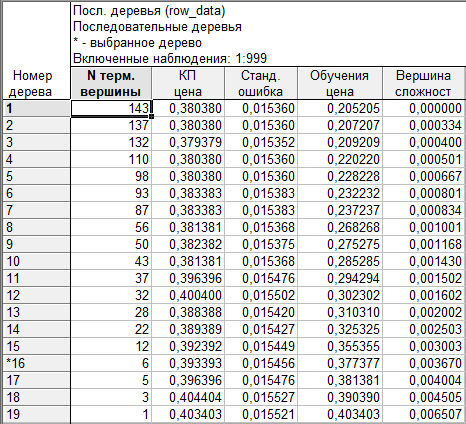 Посл. деревья (row_data)
Последовательные деревья
* - выбранное дерево
Включенные наблюдения: 1:999
Номер дерева N терм. вершины КП цена Станд. ошибка Обучения цена Вершина сложност
1 143 0,380380 0,015360 0,205205 0,000000
2 137 0,380380 0,015360 0,207207 0,000334
3 132 0,379379 0,015352 0,209209 0,000400
4 110 0,380380 0,015360 0,220220 0,000501
5 98 0,380380 0,015360 0,228228 0,000667
6 93 0,383383 0,015383 0,232232 0,000801
7 87 0,383383 0,015383 0,237237 0,000834
8 56 0,381381 0,015368 0,268268 0,001001
9 50 0,382382 0,015375 0,275275 0,001168
10 43 0,381381 0,015368 0,285285 0,001430
11 37 0,396396 0,015476 0,294294 0,001502
12 32 0,400400 0,015502 0,302302 0,001602
13 28 0,388388 0,015420 0,310310 0,002002
14 22 0,389389 0,015427 0,325325 0,002503
15 12 0,392392 0,015449 0,355355 0,003003
*16 6 0,393393 0,015456 0,377377 0,003670
17 5 0,396396 0,015476 0,381381 0,004004
18 3 0,404404 0,015527 0,390390 0,004505
19 1 0,403403 0,015521 0,403403 0,006507